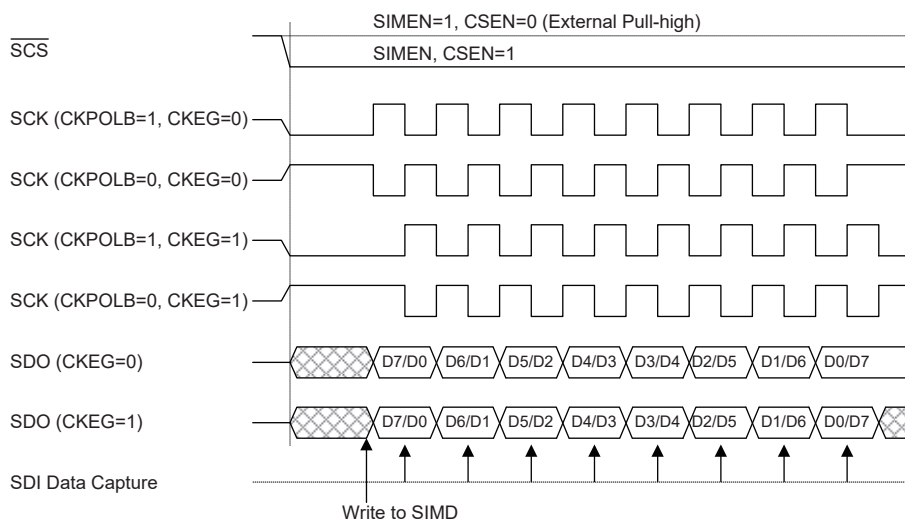 SIMEN=1, CSEN=0 (External Pull-high)
SCS
SIMEN, CSEN=1
SCK (CKPOLB=1, CKEG=0)
SCK (CKPOLB=0, CKEG=0)
SCK (CKPOLB=1, CKEG=1)
SCK (CKPOLB=0, CKEG=1)
SDO (CKEG=0) D7/D0 D6/D1 D5/D2 D4/D3 D3/D4 D2/D5 D1/D6 D0/D7
SDO (CKEG=1) D7/D0 D6/D1 D5/D2 D4/D3 D3/D4 D2/D5 D1/D6 D0/D7
SDI Data Capture
Write to SIMD